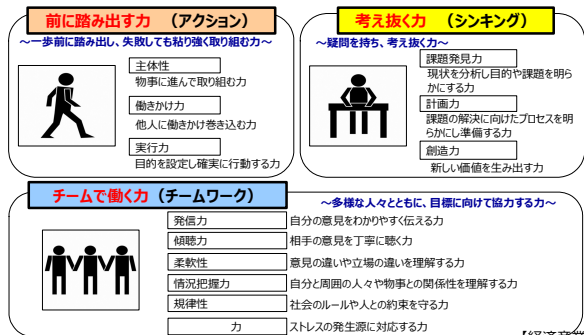 前に踏み出す力 (アクション)
~一歩前に踏み出し、失敗しても粘り強く取り組む力~
主体性
物事に進んで取り組む力
働きかけ力
他人に働きかけ巻き込む力
実行力
目的を設定し確実に行動する力
考え抜く力 (シンキング)
~疑問を持ち、考え抜く力~
課題発見力
現状を分析し目的や課題を明ら
かにする力
計画力
課題の解決に向けたプロセスを明
らかにし準備する力
創造力
新しい価値を生み出す力
チームで働く力 (チームワーク)
~多様な人々とともに、目標に向けて協力する力~
発信力 自分の意見をわかりやすく伝える力
傾聴力 相手の意見を丁寧に聴く力
柔軟性 意見の違いや立場の違いを理解する力
情況把握力 自分と周囲の人々や物事との関係性を理解する力
規律性 社会のルールや人との約束を守る力
力 ストレスの発生源に対応する力